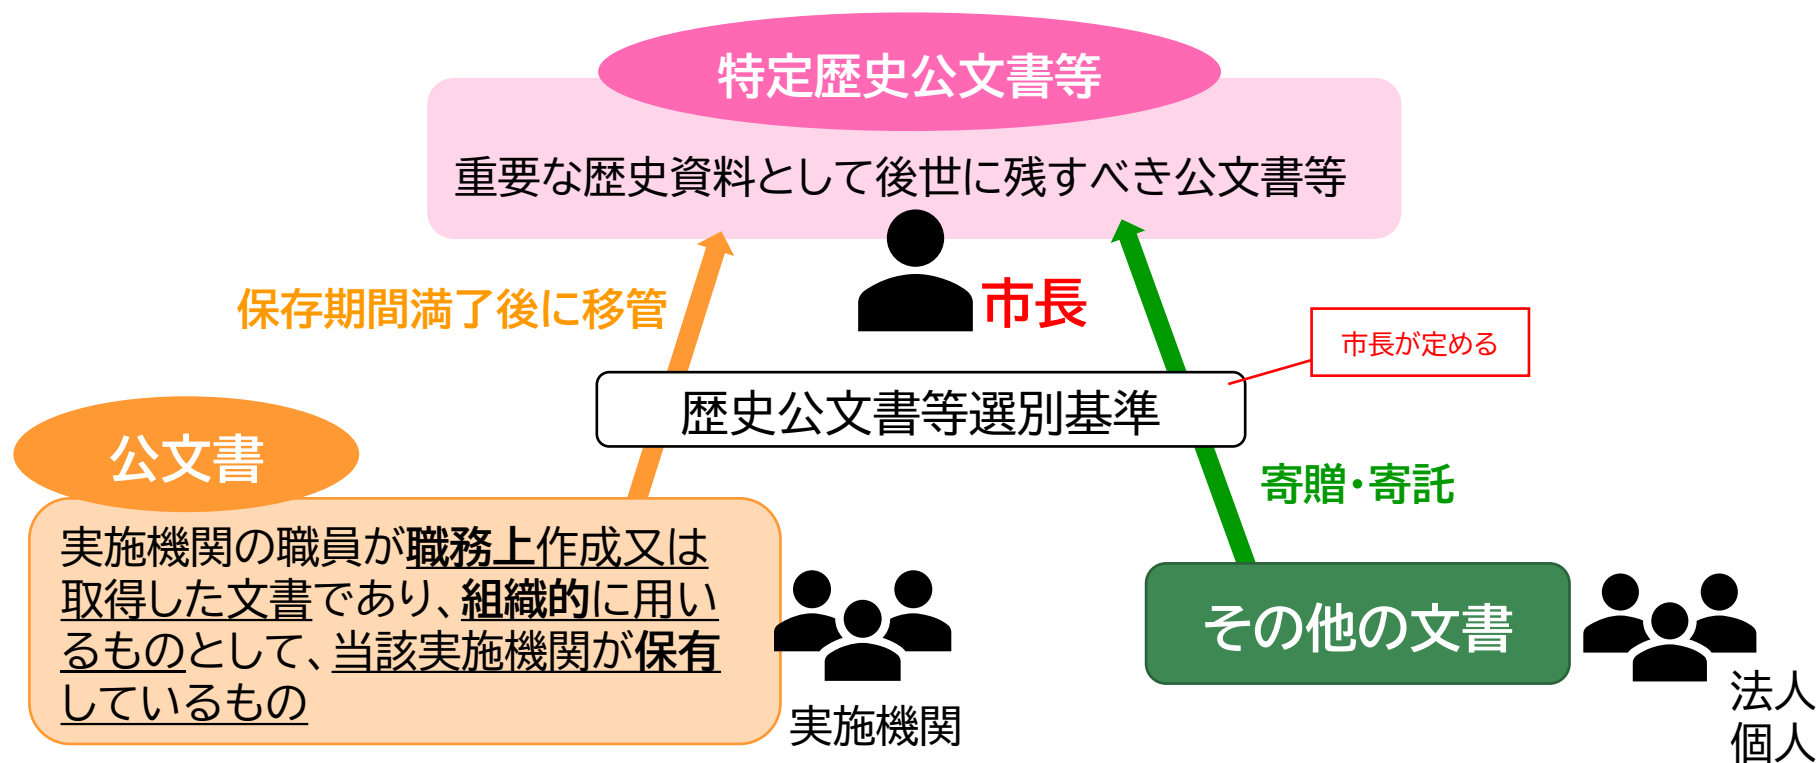 特定歴史公文書等
重要な歴史資料として後世に残すべき公文書等
保存期間満了後に移管
市長
市長が定める
歴史公文書等選別基準
公文書
寄贈・寄託
実施機関の職員が職務上作成又は
取得した文書であり、組織的に用い
るものとして、当該実施機関が保有
しているもの
実施機関
その他の文書
法人
個人